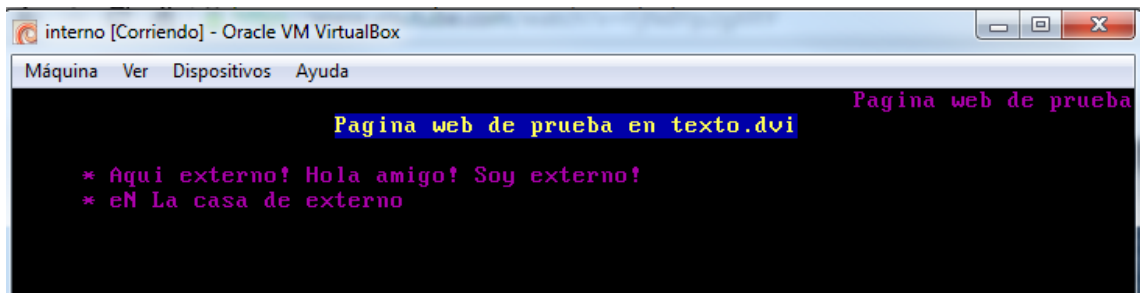 interno [Corriendo] - Oracle VM VirtualBox
Máquina Ver Dispositivos Ayuda
Pagina web de prueba
Pagina web de prueba en texto.dvi
* Aqui externo! Hola amigo! Soy externo!
* eN La casa de externo